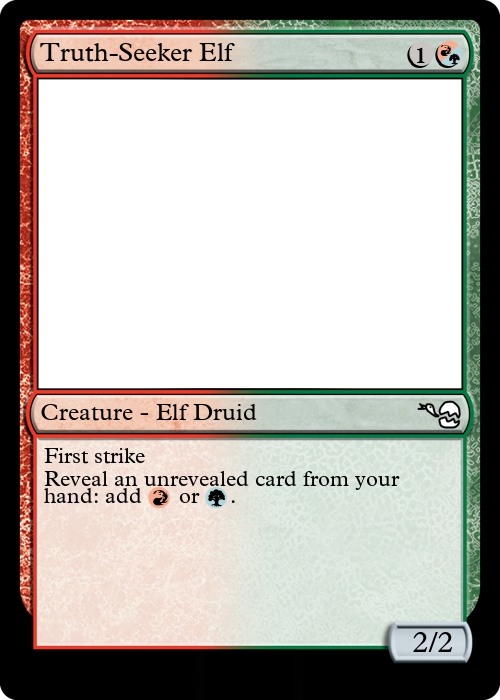 Truth-Seeker Elf 1
Creature - Elf Druid
First strike
Reveal an unrevealed card from your
hand: add or .
2/2